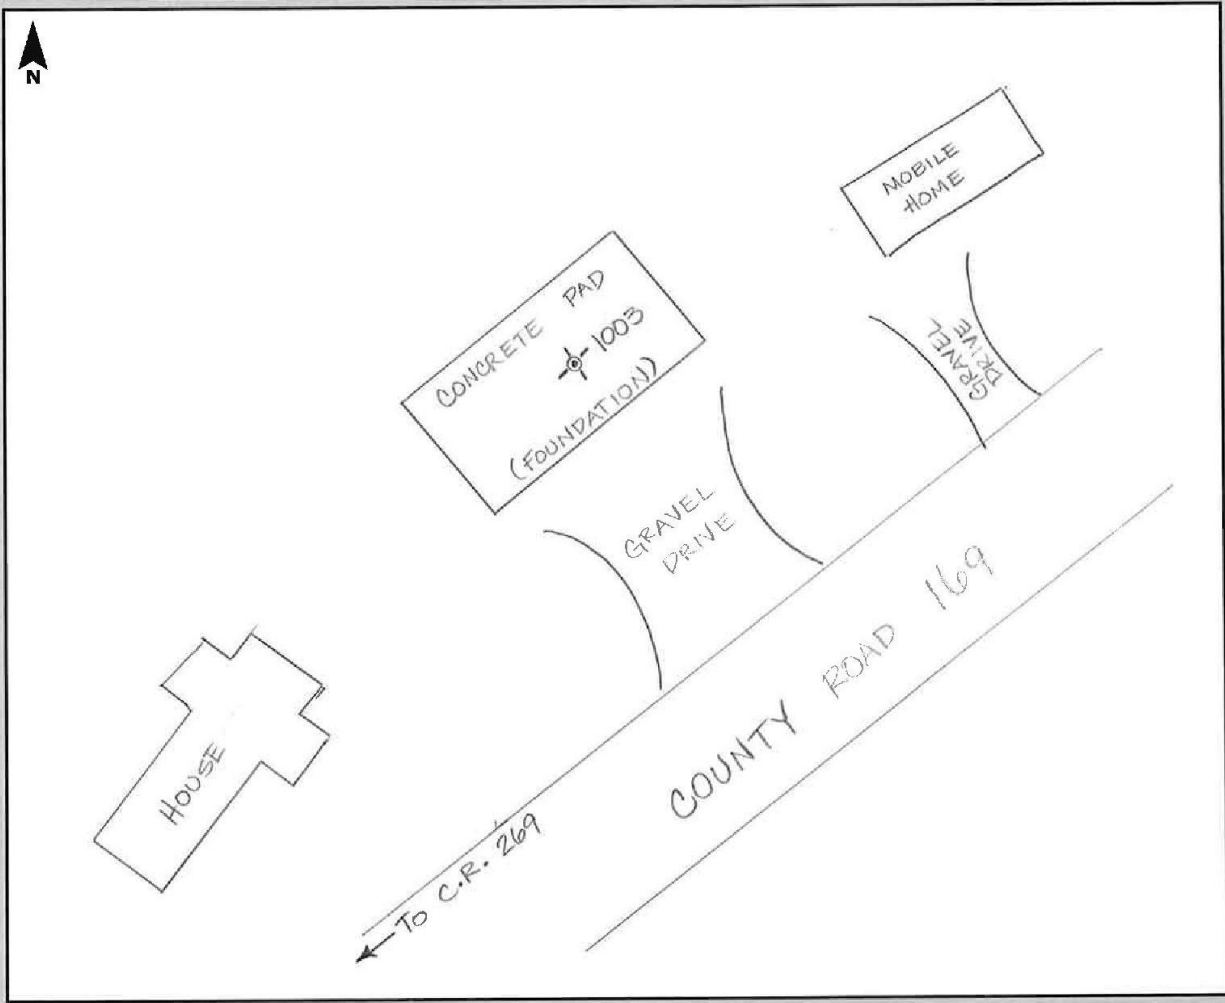 N
MOBILE
HOME
CONCRETE PAD
1003
(FOUNDATION)
GRAVEL
DRIVE
GRAVEL
DRIVE
HOUSE
COUNTY ROAD 169
TO C.R. 269